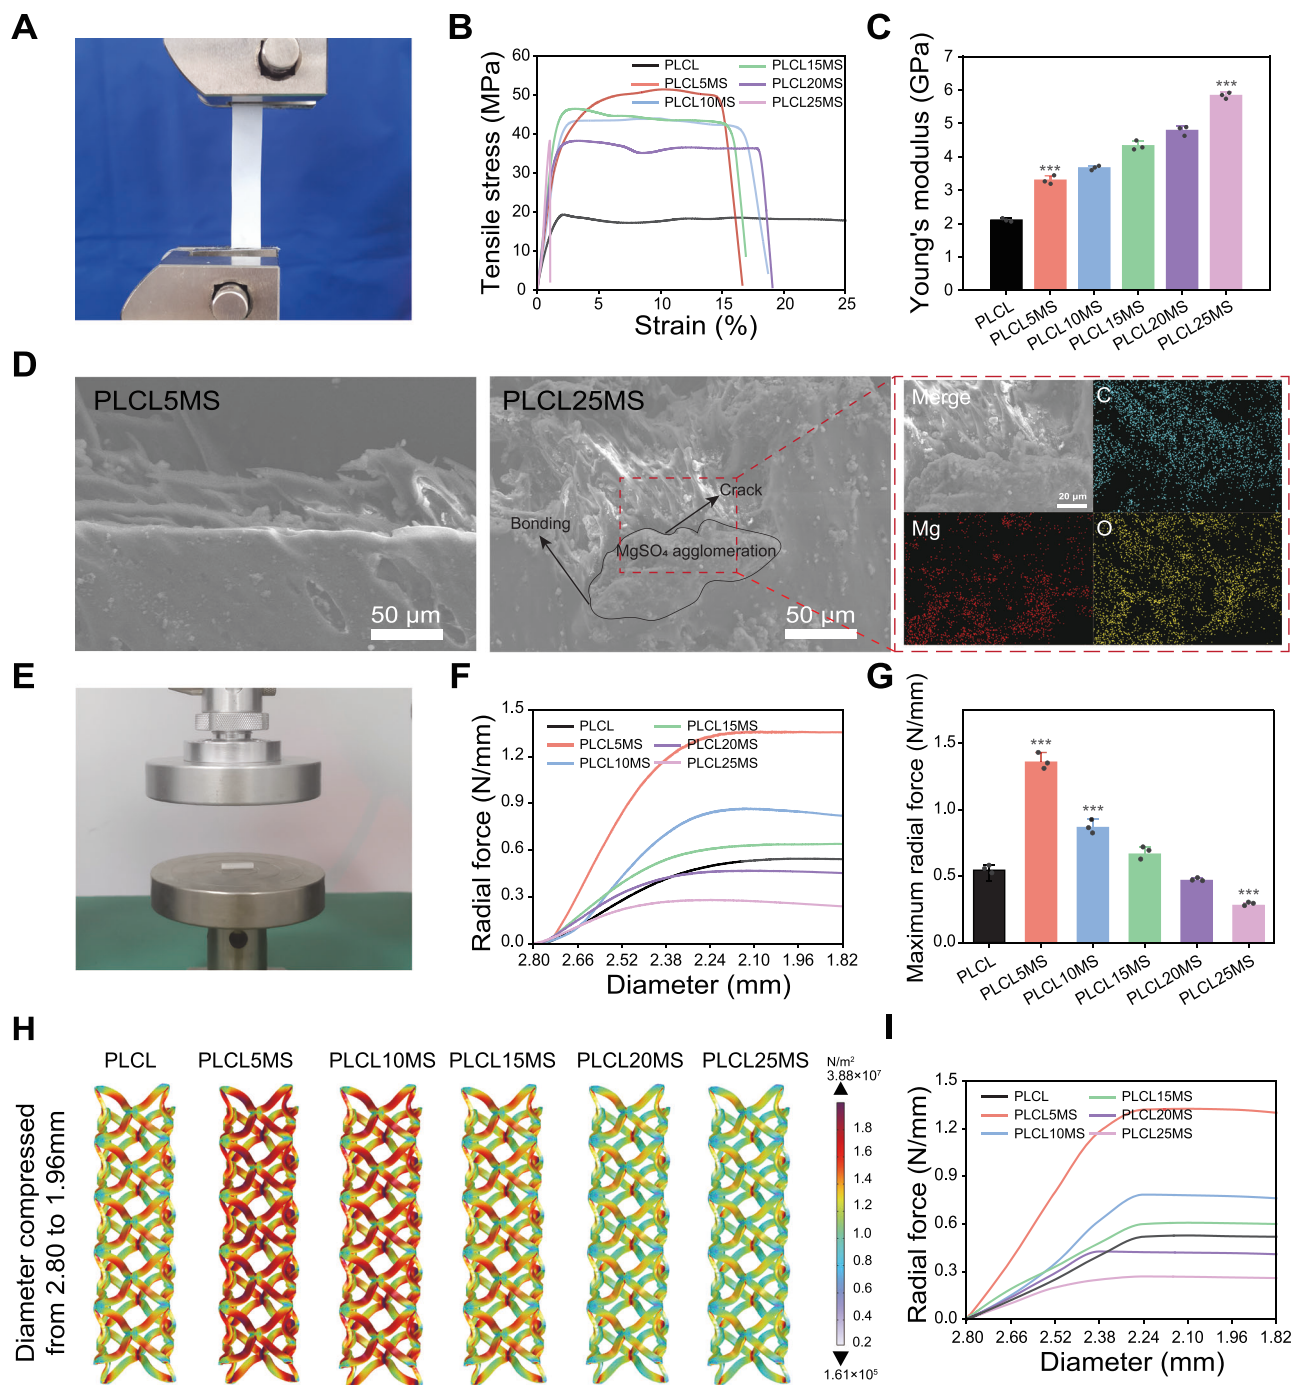 A
B
60
50
40
30
20
10
0
0
5
10
15
20
25
Tensile stress (MPa)
Strain (%)
PLCL
PLCL5MS
PLCL10MS
PLCL15MS
PLCL20MS
PLCL25MS
C
7
6
5
4
3
2
1
0
Young's modulus (GPa)
***
***
PLCL
PLCL5MS
PLCL10MS
PLCL15MS
PLCL20MS
PLCL25MS
D
PLCL5MS
50 µm
PLCL25MS
Bonding
Crack
MgSO₄ agglomeration
50 µm
Merge
20 µm
C
Mg
O
E
F
1.5
1.2
0.9
0.6
0.3
0.0
2.80
2.66
2.52
2.38
2.24
2.10
1.96
1.82
Radial force (N/mm)
Diameter (mm)
PLCL
PLCL5MS
PLCL10MS
PLCL15MS
PLCL20MS
PLCL25MS
G
1.5
1.0
0.5
0.0
Maximum radial force (N/mm)
***
***
***
PLCL
PLCL5MS
PLCL10MS
PLCL15MS
PLCL20MS
PLCL25MS
H
PLCL
PLCL5MS
PLCL10MS
PLCL15MS
PLCL20MS
PLCL25MS
Diameter compressed
from 2.80 to 1.96mm
N/m²
3.88×10⁷
1.8
1.6
1.4
1.2
1.0
0.8
0.6
0.4
0.2
1.61×10⁵
I
1.5
1.2
0.9
0.6
0.3
0.0
2.80
2.66
2.52
2.38
2.24
2.10
1.96
1.82
Radial force (N/mm)
Diameter (mm)
PLCL
PLCL5MS
PLCL10MS
PLCL15MS
PLCL20MS
PLCL25MS